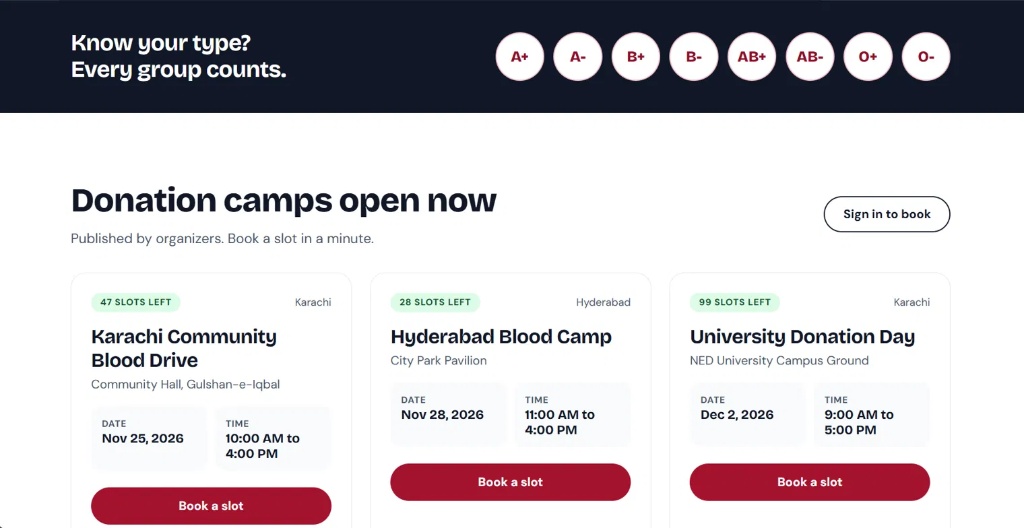 Know your type?
Every group counts.
A+ A- B+ B- AB+ AB- O+ O-
Donation camps open now
Published by organizers. Book a slot in a minute.
Sign in to book
47 SLOTS LEFT
Karachi
Karachi Community
Blood Drive
Community Hall, Gulshan-e-Iqbal
DATE
Nov 25, 2026
TIME
10:00 AM to
4:00 PM
Book a slot
28 SLOTS LEFT
Hyderabad
Hyderabad Blood Camp
City Park Pavilion
DATE
Nov 28, 2026
TIME
11:00 AM to
4:00 PM
Book a slot
99 SLOTS LEFT
Karachi
University Donation Day
NED University Campus Ground
DATE
Dec 2, 2026
TIME
9:00 AM to
5:00 PM
Book a slot